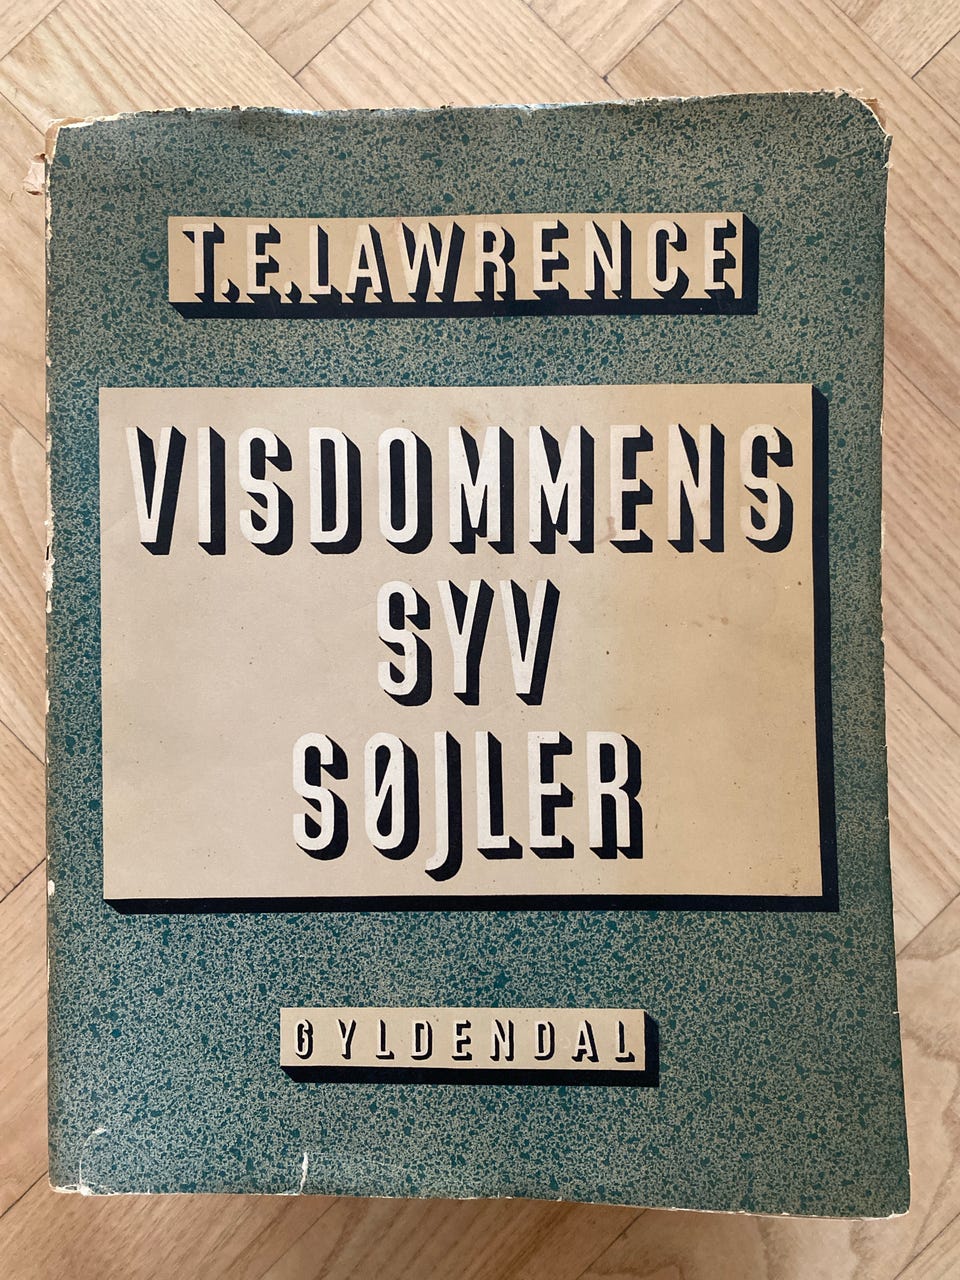 T.E.LAWRENCE
VISDOMMENS
SYV
SØJLER
GYLDENDAL